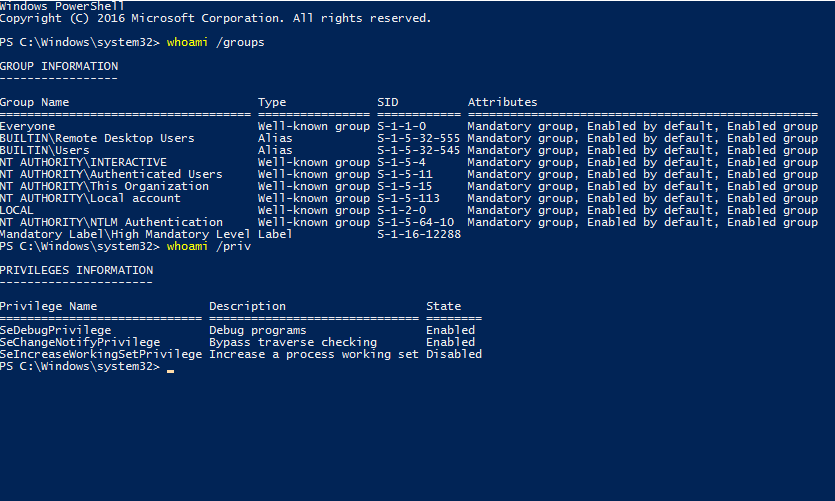 Windows PowerShell
Copyright (C) 2016 Microsoft Corporation. All rights reserved.
PS C:\Windows\system32> whoami /groups
GROUP INFORMATION
-----------------
Group Name Type SID Attributes
================================== ================ ============ ==================================================
Everyone Well-known group S-1-1-0 Mandatory group, Enabled by default, Enabled group
BUILTIN\Remote Desktop Users Alias S-1-5-32-555 Mandatory group, Enabled by default, Enabled group
BUILTIN\Users Alias S-1-5-32-545 Mandatory group, Enabled by default, Enabled group
NT AUTHORITY\INTERACTIVE Well-known group S-1-5-4 Mandatory group, Enabled by default, Enabled group
NT AUTHORITY\Authenticated Users Well-known group S-1-5-11 Mandatory group, Enabled by default, Enabled group
NT AUTHORITY\This Organization Well-known group S-1-5-15 Mandatory group, Enabled by default, Enabled group
NT AUTHORITY\Local account Well-known group S-1-5-113 Mandatory group, Enabled by default, Enabled group
LOCAL Well-known group S-1-2-0 Mandatory group, Enabled by default, Enabled group
NT AUTHORITY\NTLM Authentication Well-known group S-1-5-64-10 Mandatory group, Enabled by default, Enabled group
Mandatory Label\High Mandatory Level Label S-1-16-12288
PS C:\Windows\system32> whoami /priv
PRIVILEGES INFORMATION
----------------------
Privilege Name Description State
============================= ============================== ========
SeDebugPrivilege Debug programs Enabled
SeChangeNotifyPrivilege Bypass traverse checking Enabled
SeIncreaseWorkingSetPrivilege Increase a process working set Disabled
PS C:\Windows\system32> _